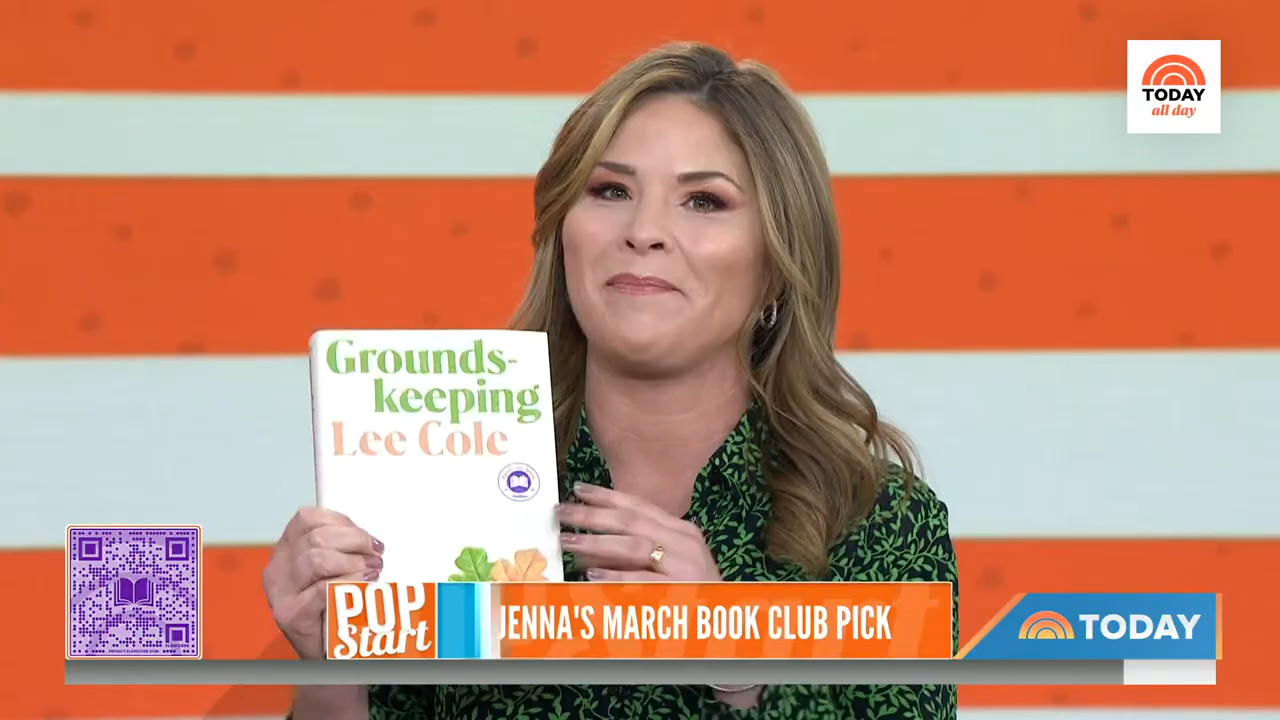 TODAY
all day
Grounds-
keeping
Lee Cole
POP
Start
JENNA'S MARCH BOOK CLUB PICK
TODAY